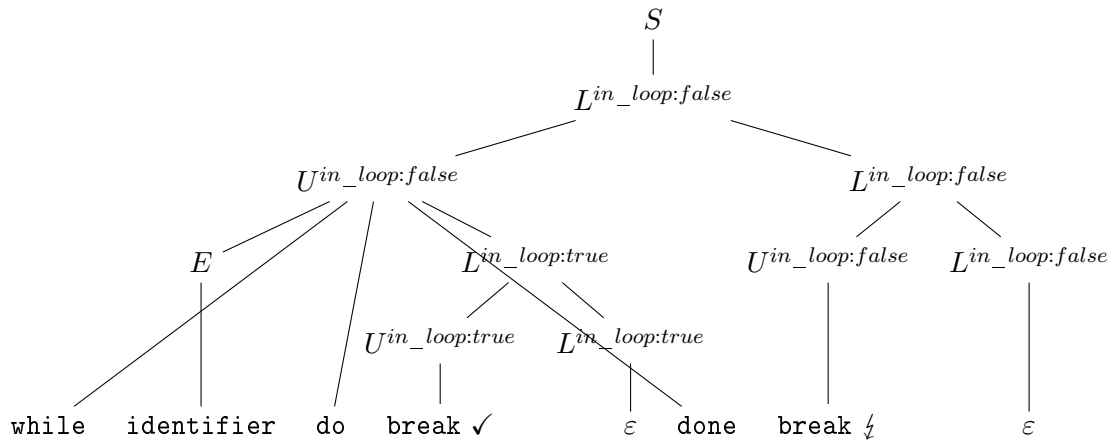 S
L^{in_loop:false}
U^{in_loop:false} L^{in_loop:false}
E L^{in_loop:true} U^{in_loop:false} L^{in_loop:false}
U^{in_loop:true} L^{in_loop:true}
while identifier do break ✓ ε done break ↯ ε